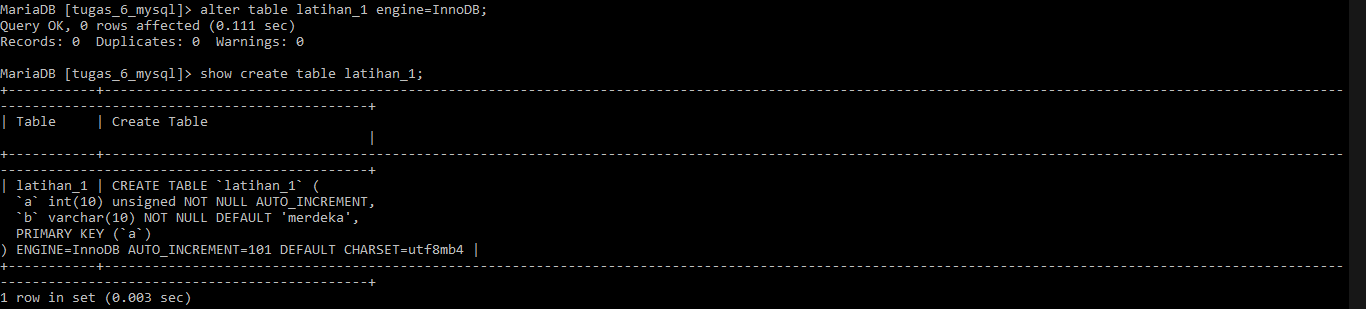 MariaDB [tugas_6_mysql]> alter table latihan_1 engine=InnoDB;
Query OK, 0 rows affected (0.111 sec)
Records: 0  Duplicates: 0  Warnings: 0
MariaDB [tugas_6_mysql]> show create table latihan_1;
| Table     | Create Table
|
| latihan_1 | CREATE TABLE `latihan_1` (
  `a` int(10) unsigned NOT NULL AUTO_INCREMENT,
  `b` varchar(10) NOT NULL DEFAULT 'merdeka',
  PRIMARY KEY (`a`)
) ENGINE=InnoDB AUTO_INCREMENT=101 DEFAULT CHARSET=utf8mb4 |
1 row in set (0.003 sec)